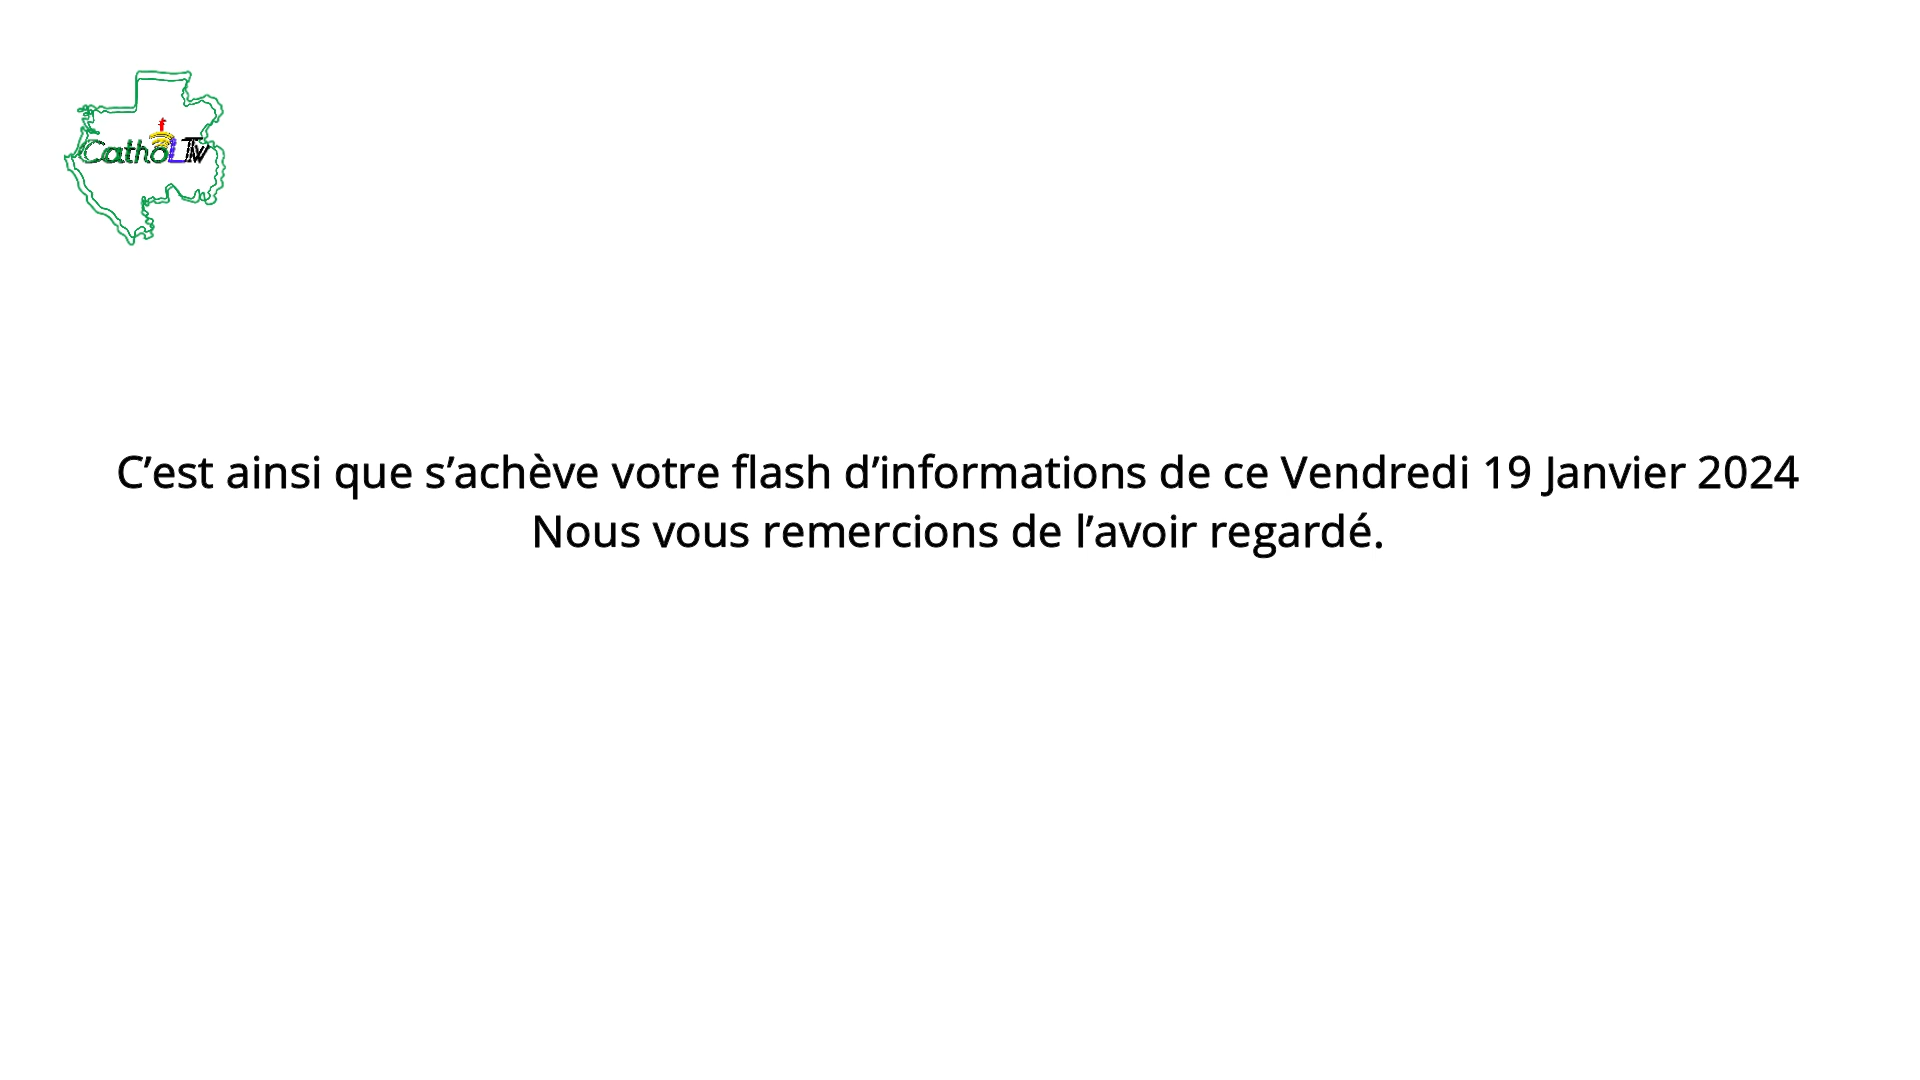 CathoLTV
C’est ainsi que s’achève votre flash d’informations de ce Vendredi 19 Janvier 2024
Nous vous remercions de l’avoir regardé.